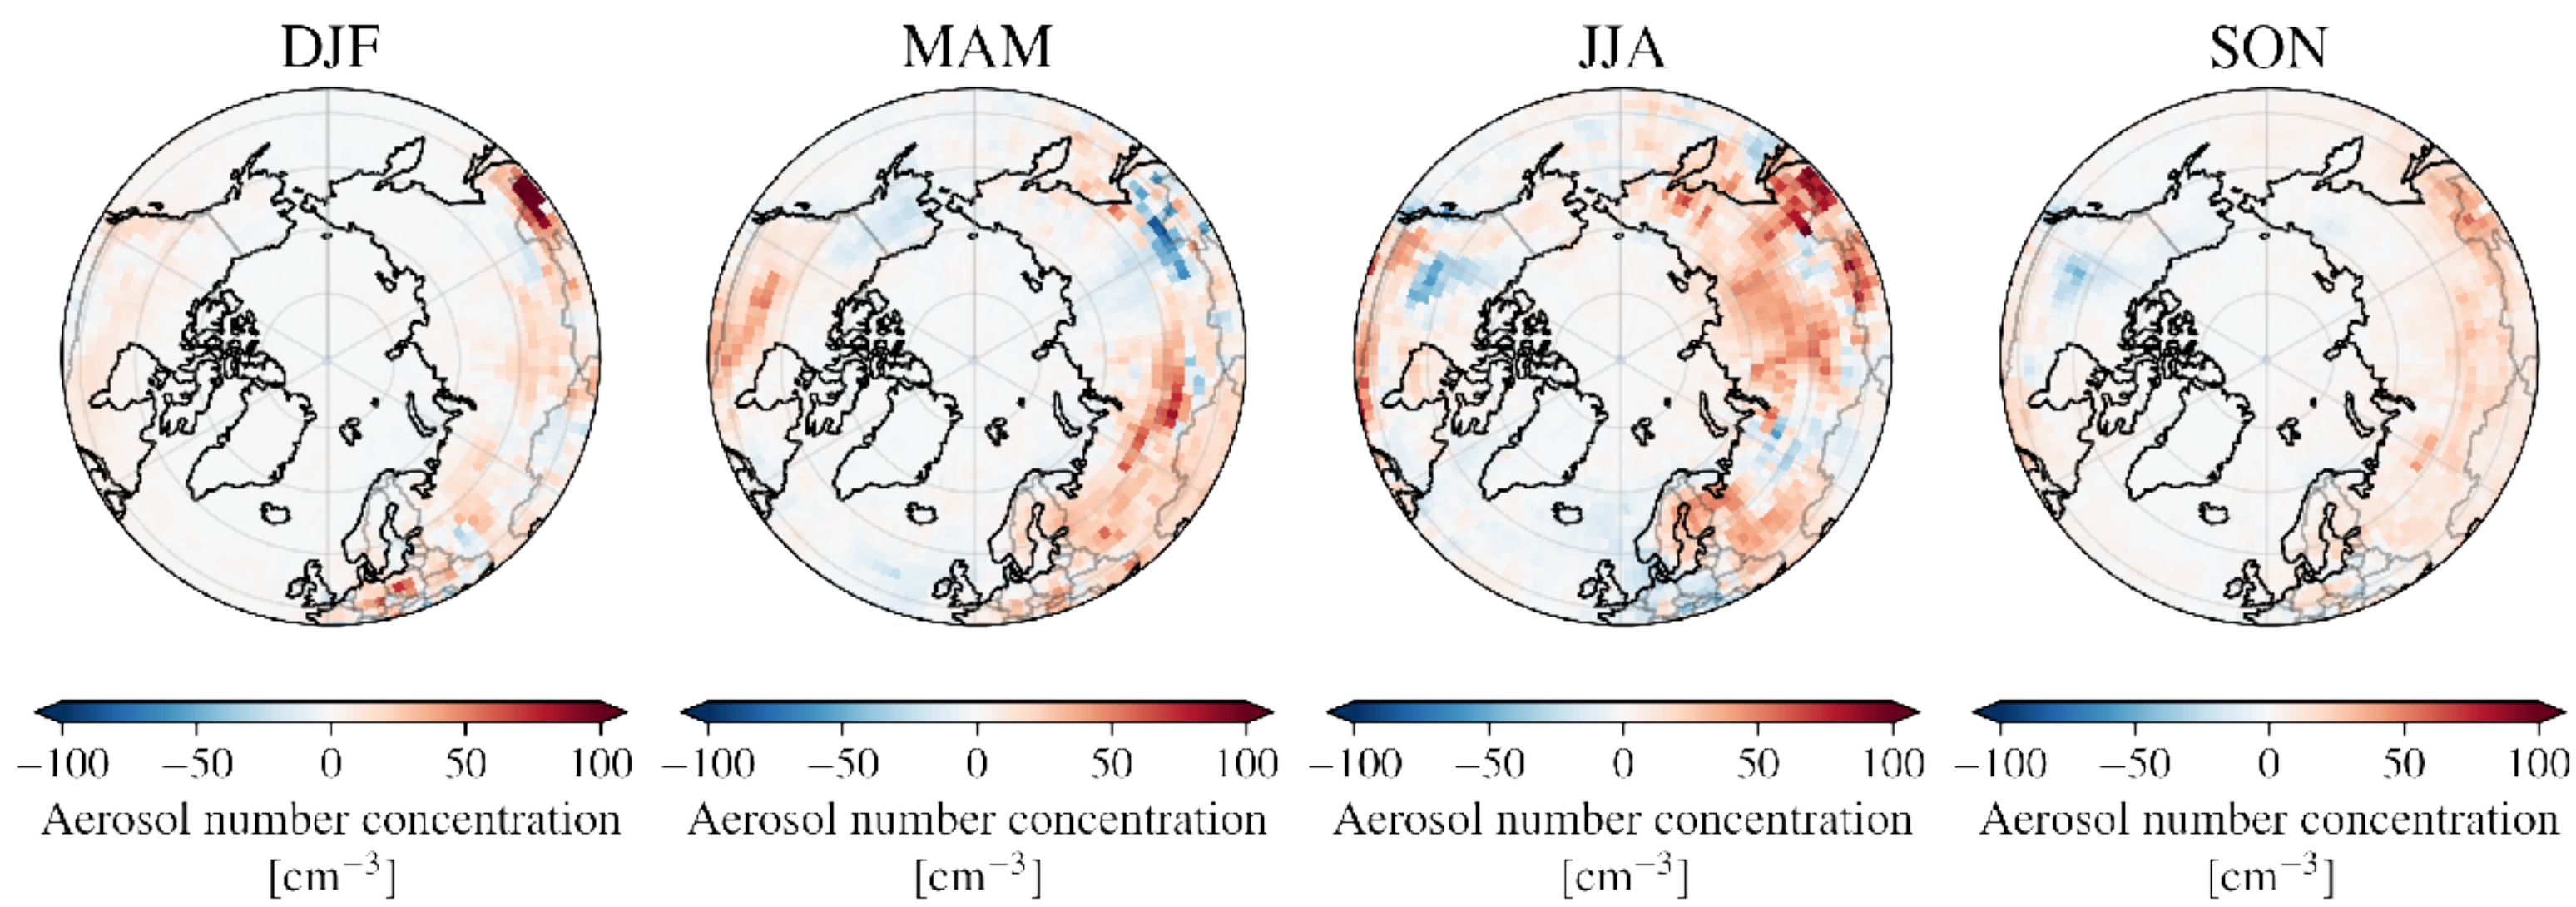 DJF MAM JJA SON
−100 −50 0 50 100 −100 −50 0 50 100 −100 −50 0 50 100 −100 −50 0 50 100
Aerosol number concentration Aerosol number concentration Aerosol number concentration Aerosol number concentration
[cm⁻³] [cm⁻³] [cm⁻³] [cm⁻³]